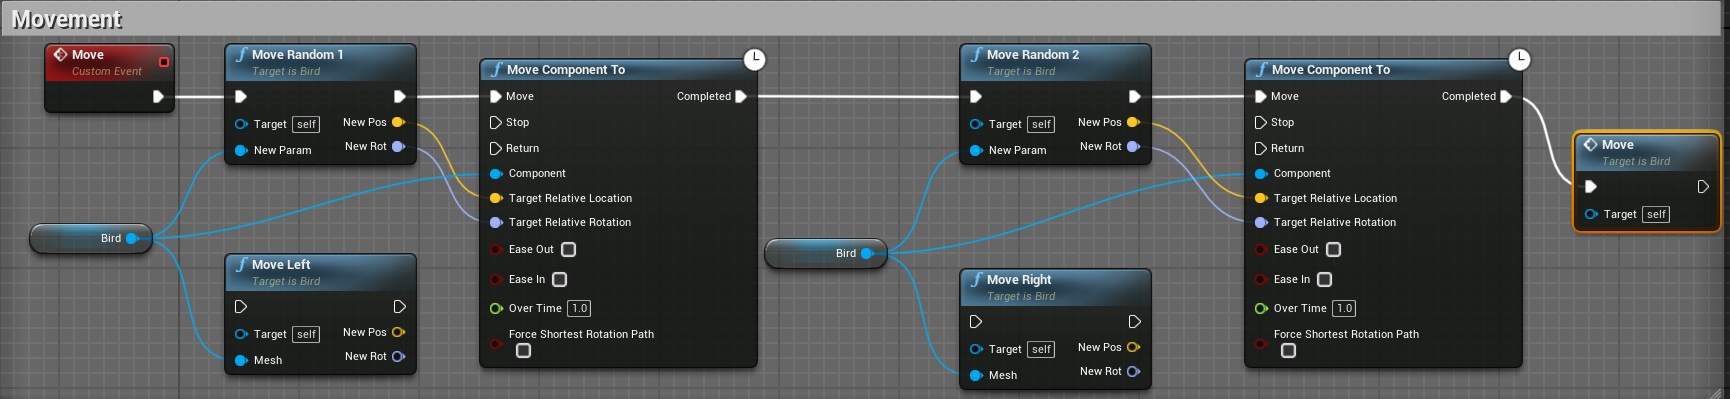 Movement
Move
Custom Event
Move Random 1
Target is Bird
Target self
New Param
New Pos
New Rot
Move Component To
Move
Completed
Stop
Return
Component
Target Relative Location
Target Relative Rotation
Ease Out
Ease In
Over Time 1.0
Force Shortest Rotation Path
Bird
Move Left
Target is Bird
Target self
Mesh
New Pos
New Rot
Move Random 2
Target is Bird
Target self
New Param
New Pos
New Rot
Move Component To
Move
Completed
Stop
Return
Component
Target Relative Location
Target Relative Rotation
Ease Out
Ease In
Over Time 1.0
Force Shortest Rotation Path
Bird
Move Right
Target is Bird
Target self
Mesh
New Pos
New Rot
Move
Target is Bird
Target self